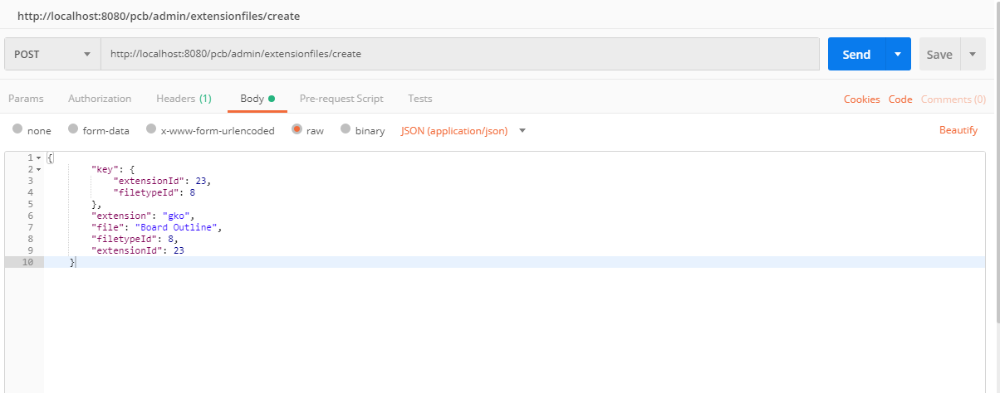 http://localhost:8080/pcb/admin/extensionfiles/create
POST http://localhost:8080/pcb/admin/extensionfiles/create Send Save
Params Authorization Headers (1) Body Pre-request Script Tests Cookies Code Comments (0)
none form-data x-www-form-urlencoded raw binary JSON (application/json) Beautify
1 {
2 "key": {
3 "extensionId": 23,
4 "filetypeId": 8
5 },
6 "extension": "gko",
7 "file": "Board Outline",
8 "filetypeId": 8,
9 "extensionId": 23
10 }